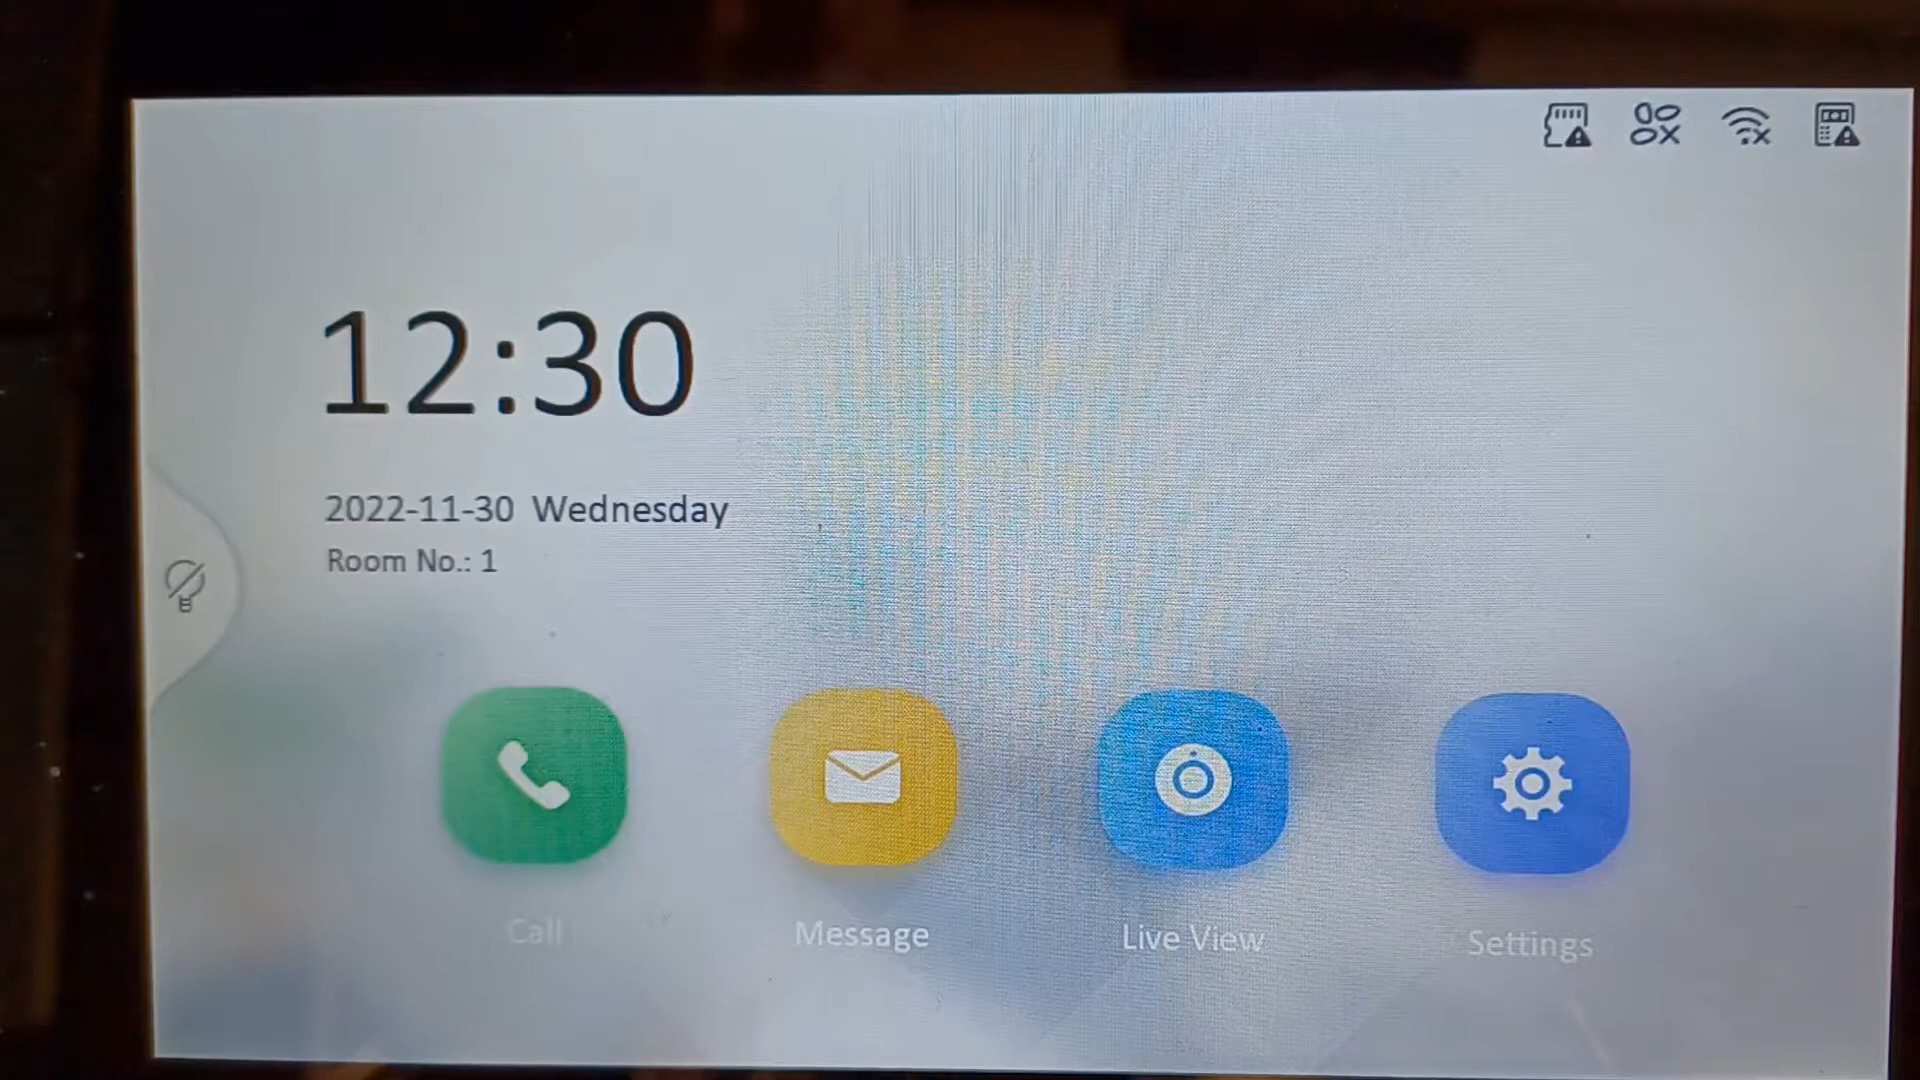 12:30
2022-11-30 Wednesday
Room No.: 1
Call
Message
Live View
Settings